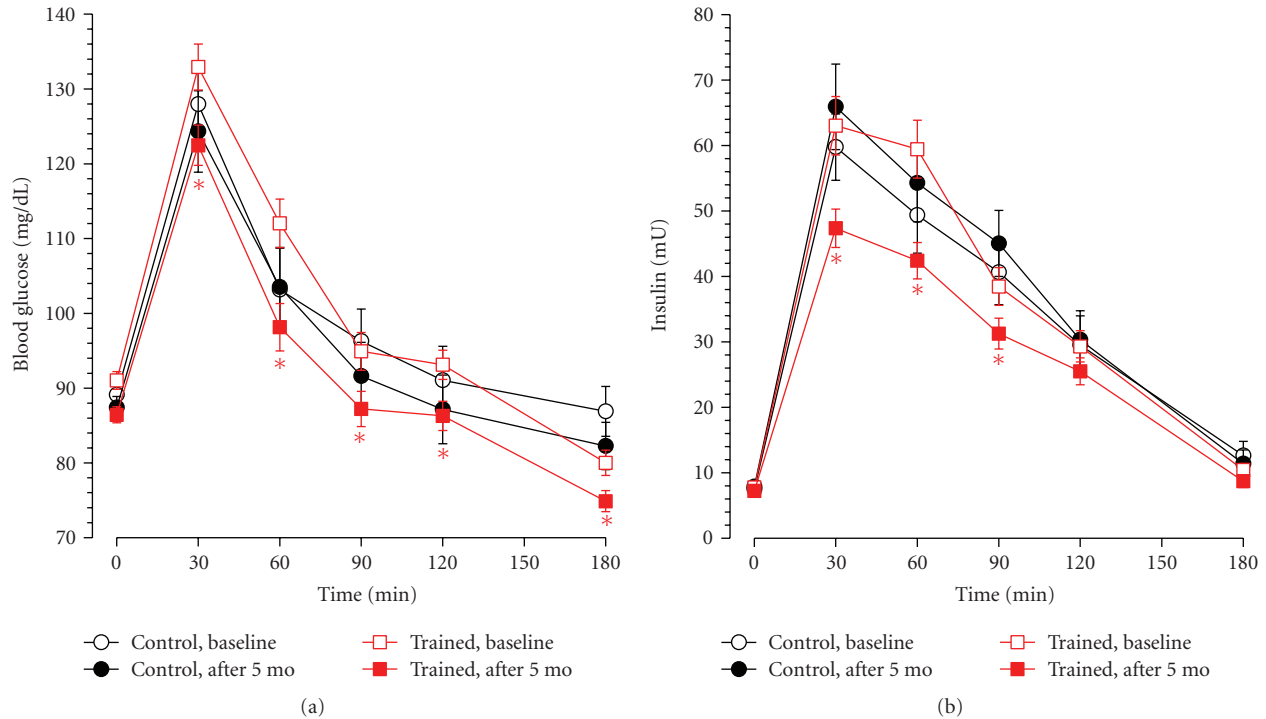 140
130
120
110
100
90
80
70
Blood glucose (mg/dL)
*
*
*
*
*
0 30 60 90 120 150 180
Time (min)
Control, baseline
Control, after 5 mo
Trained, baseline
Trained, after 5 mo
(a)
80
70
60
50
40
30
20
10
0
Insulin (mU)
*
*
*
0 30 60 90 120 150 180
Time (min)
Control, baseline
Control, after 5 mo
Trained, baseline
Trained, after 5 mo
(b)